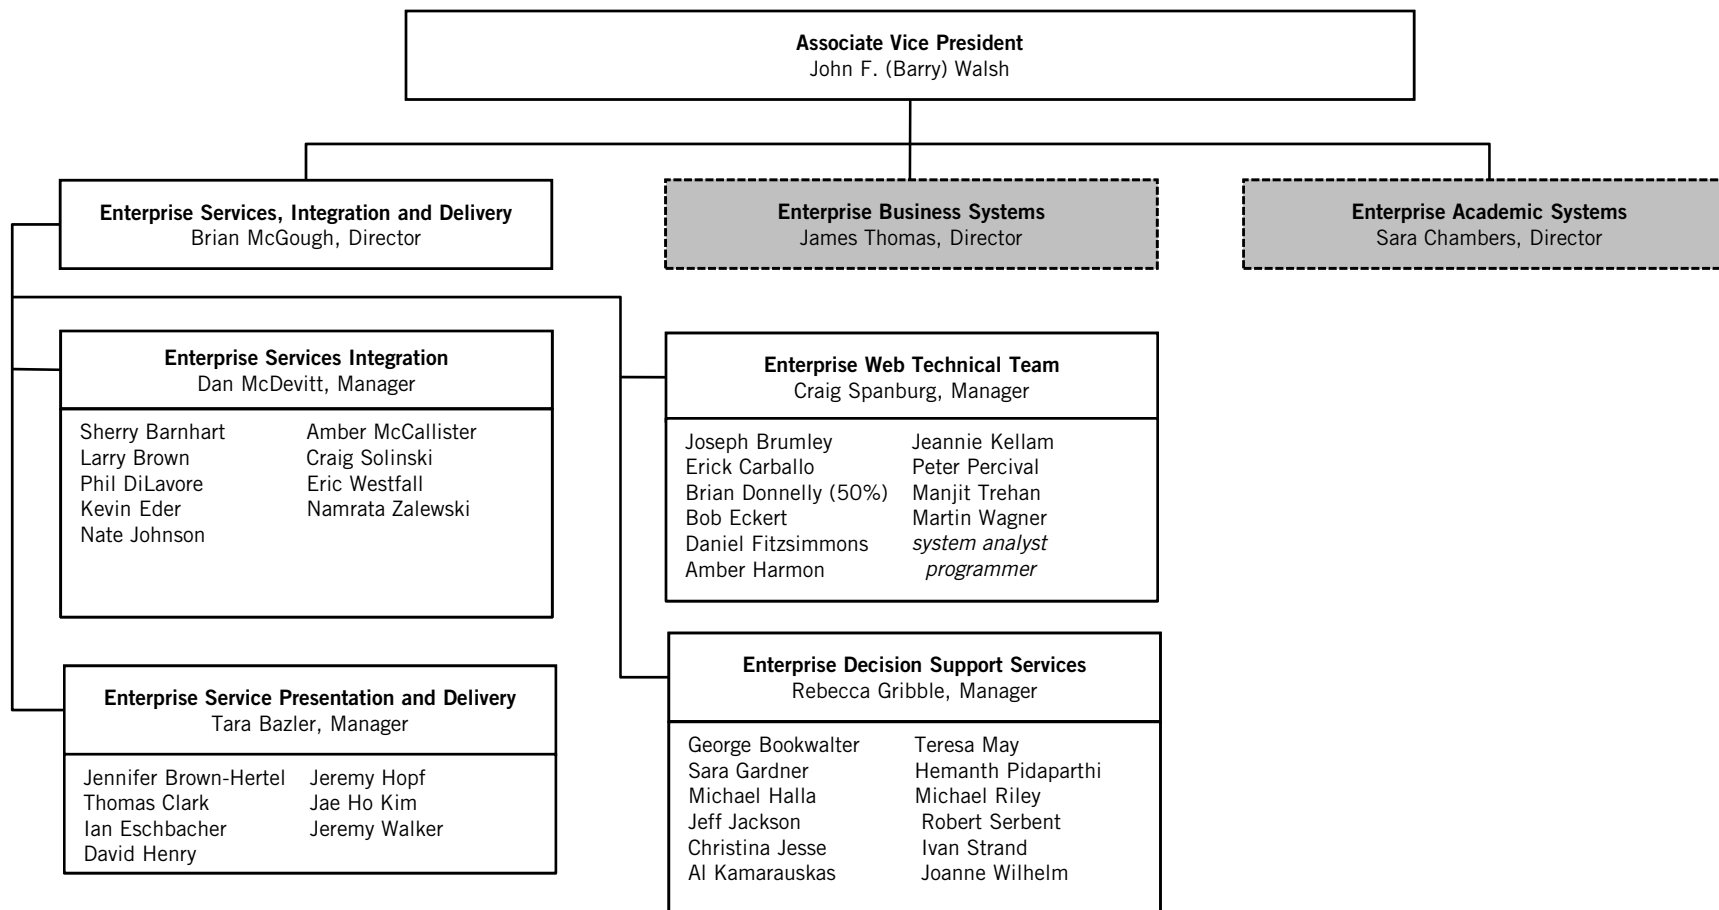 Associate Vice President
John F. (Barry) Walsh
Enterprise Services, Integration and Delivery
Brian McGough, Director
Enterprise Business Systems
James Thomas, Director
Enterprise Academic Systems
Sara Chambers, Director
Enterprise Services Integration
Dan McDevitt, Manager
Sherry Barnhart
Larry Brown
Phil DiLavore
Kevin Eder
Nate Johnson
Amber McCallister
Craig Solinski
Eric Westfall
Namrata Zalewski
Enterprise Web Technical Team
Craig Spanburg, Manager
Joseph Brumley
Erick Carballo
Brian Donnelly (50%)
Bob Eckert
Daniel Fitzsimmons
Amber Harmon
Jeannie Kellam
Peter Percival
Manjit Trehan
Martin Wagner
system analyst
programmer
Enterprise Service Presentation and Delivery
Tara Bazler, Manager
Jennifer Brown-Hertel
Thomas Clark
Ian Eschbacher
David Henry
Jeremy Hopf
Jae Ho Kim
Jeremy Walker
Enterprise Decision Support Services
Rebecca Gribble, Manager
George Bookwalter
Sara Gardner
Michael Halla
Jeff Jackson
Christina Jesse
Al Kamarauskas
Teresa May
Hemanth Pidaparthi
Michael Riley
Robert Serbent
Ivan Strand
Joanne Wilhelm